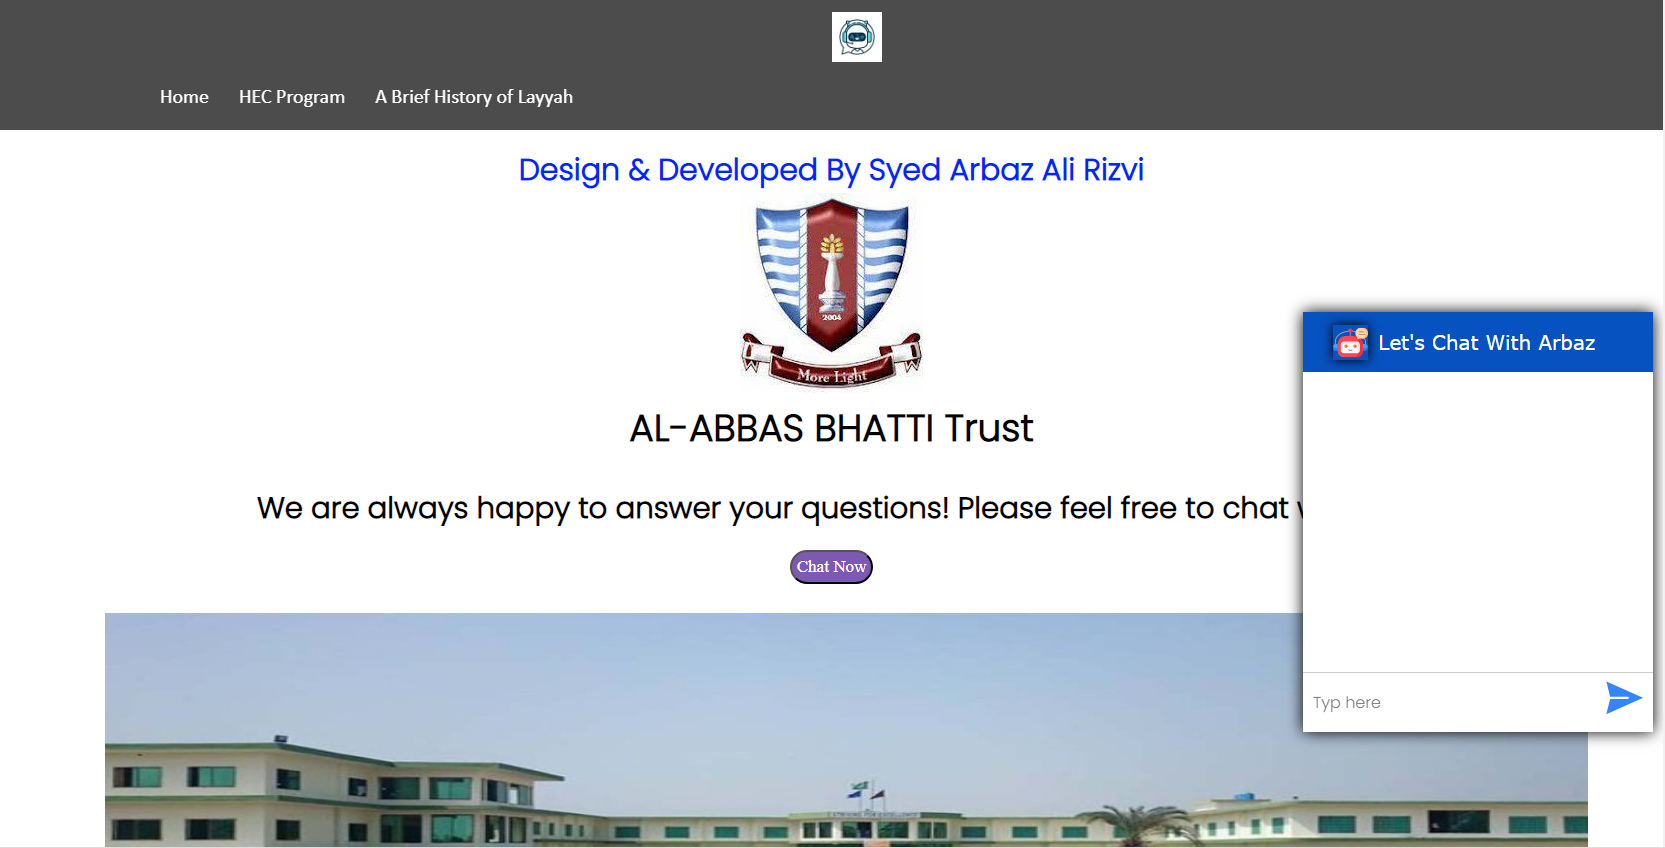 Home HEC Program A Brief History of Layyah
Design & Developed By Syed Arbaz Ali Rizvi
2004
More Light
AL-ABBAS BHATTI Trust
We are always happy to answer your questions! Please feel free to chat
Chat Now
Let's Chat With Arbaz
Typ here